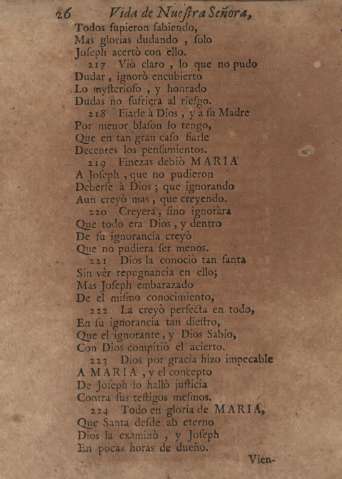 26 Vida de Nuestra Señora,
Todos supieron sabiendo,
Mas glorias dudando, solo
Joseph acertò con ello.
217 Viò claro, lo que no pudo
Dudar, ignorò encubierto
Lo mysterioso, y honrado
Dudas no sufriera al riesgo.
218 Fiarle à Dios, y à su Madre
Por menor blason lo tengo,
Que en tan gran caso fiarle
Decentes los pensamientos.
219 Finezas debiò MARIA
A Joseph, que no pudieron
Deberse à Dios; que ignorando
Aun creyò mas, que creyendo.
220 Creyera, sino ignorára
Que todo era Dios, y dentro
De su ignorancia creyò
Que no pudiera ser menos.
221 Dios la conociò tan santa
Sin vèr repugnancia en ello;
Mas Joseph embarazado
De el mismo conocimiento,
222 La creyò perfecta en todo,
En su ignorancia tan diestro,
Que el ignorante, y Dios Sabio,
Con Dios compitiò el acierto.
223 Dios por gracia hizo impecable
A MARIA, y el concepto
De Joseph lo hallò justicia
Contra sus testigos mesmos.
224 Todo en gloria de MARIA,
Que Santa desde ab eterno
Dios la examinò, y Joseph
En pocas horas de dueño.
Vien-